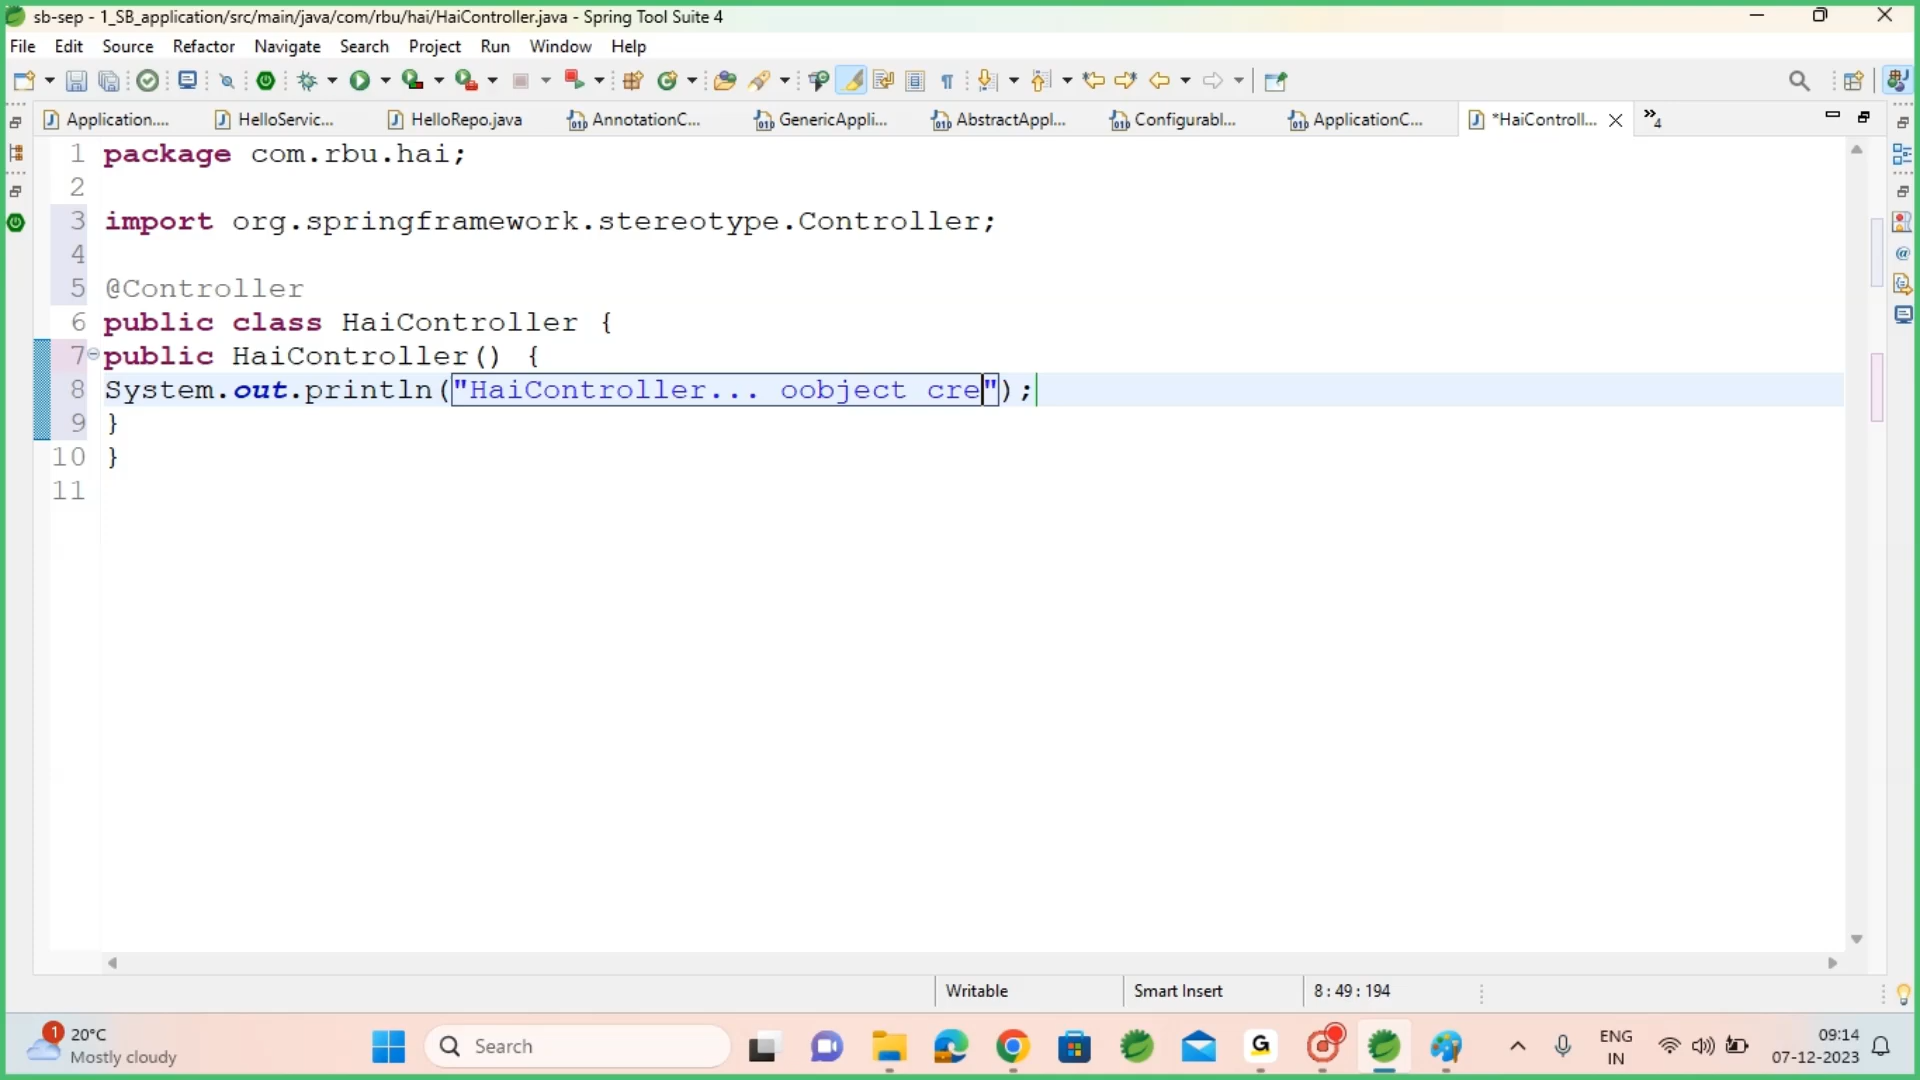 sb-sep - 1_SB_application/src/main/java/com/rbu/hai/HaiController.java - Spring Tool Suite 4
File Edit Source Refactor Navigate Search Project Run Window Help
Application.... HelloServic... HelloRepo.java AnnotationC... GenericAppli... AbstractAppl... Configurabl... ApplicationC... *HaiControll... »4
1 package com.rbu.hai;
2
3 import org.springframework.stereotype.Controller;
4
5 @Controller
6 public class HaiController {
7 public HaiController() {
8 System.out.println("HaiController... oobject cre");
9 }
10 }
11
Writable Smart Insert 8 : 49 : 194
1 20°C
Mostly cloudy
Search
G
ENG
IN
09:14
07-12-2023